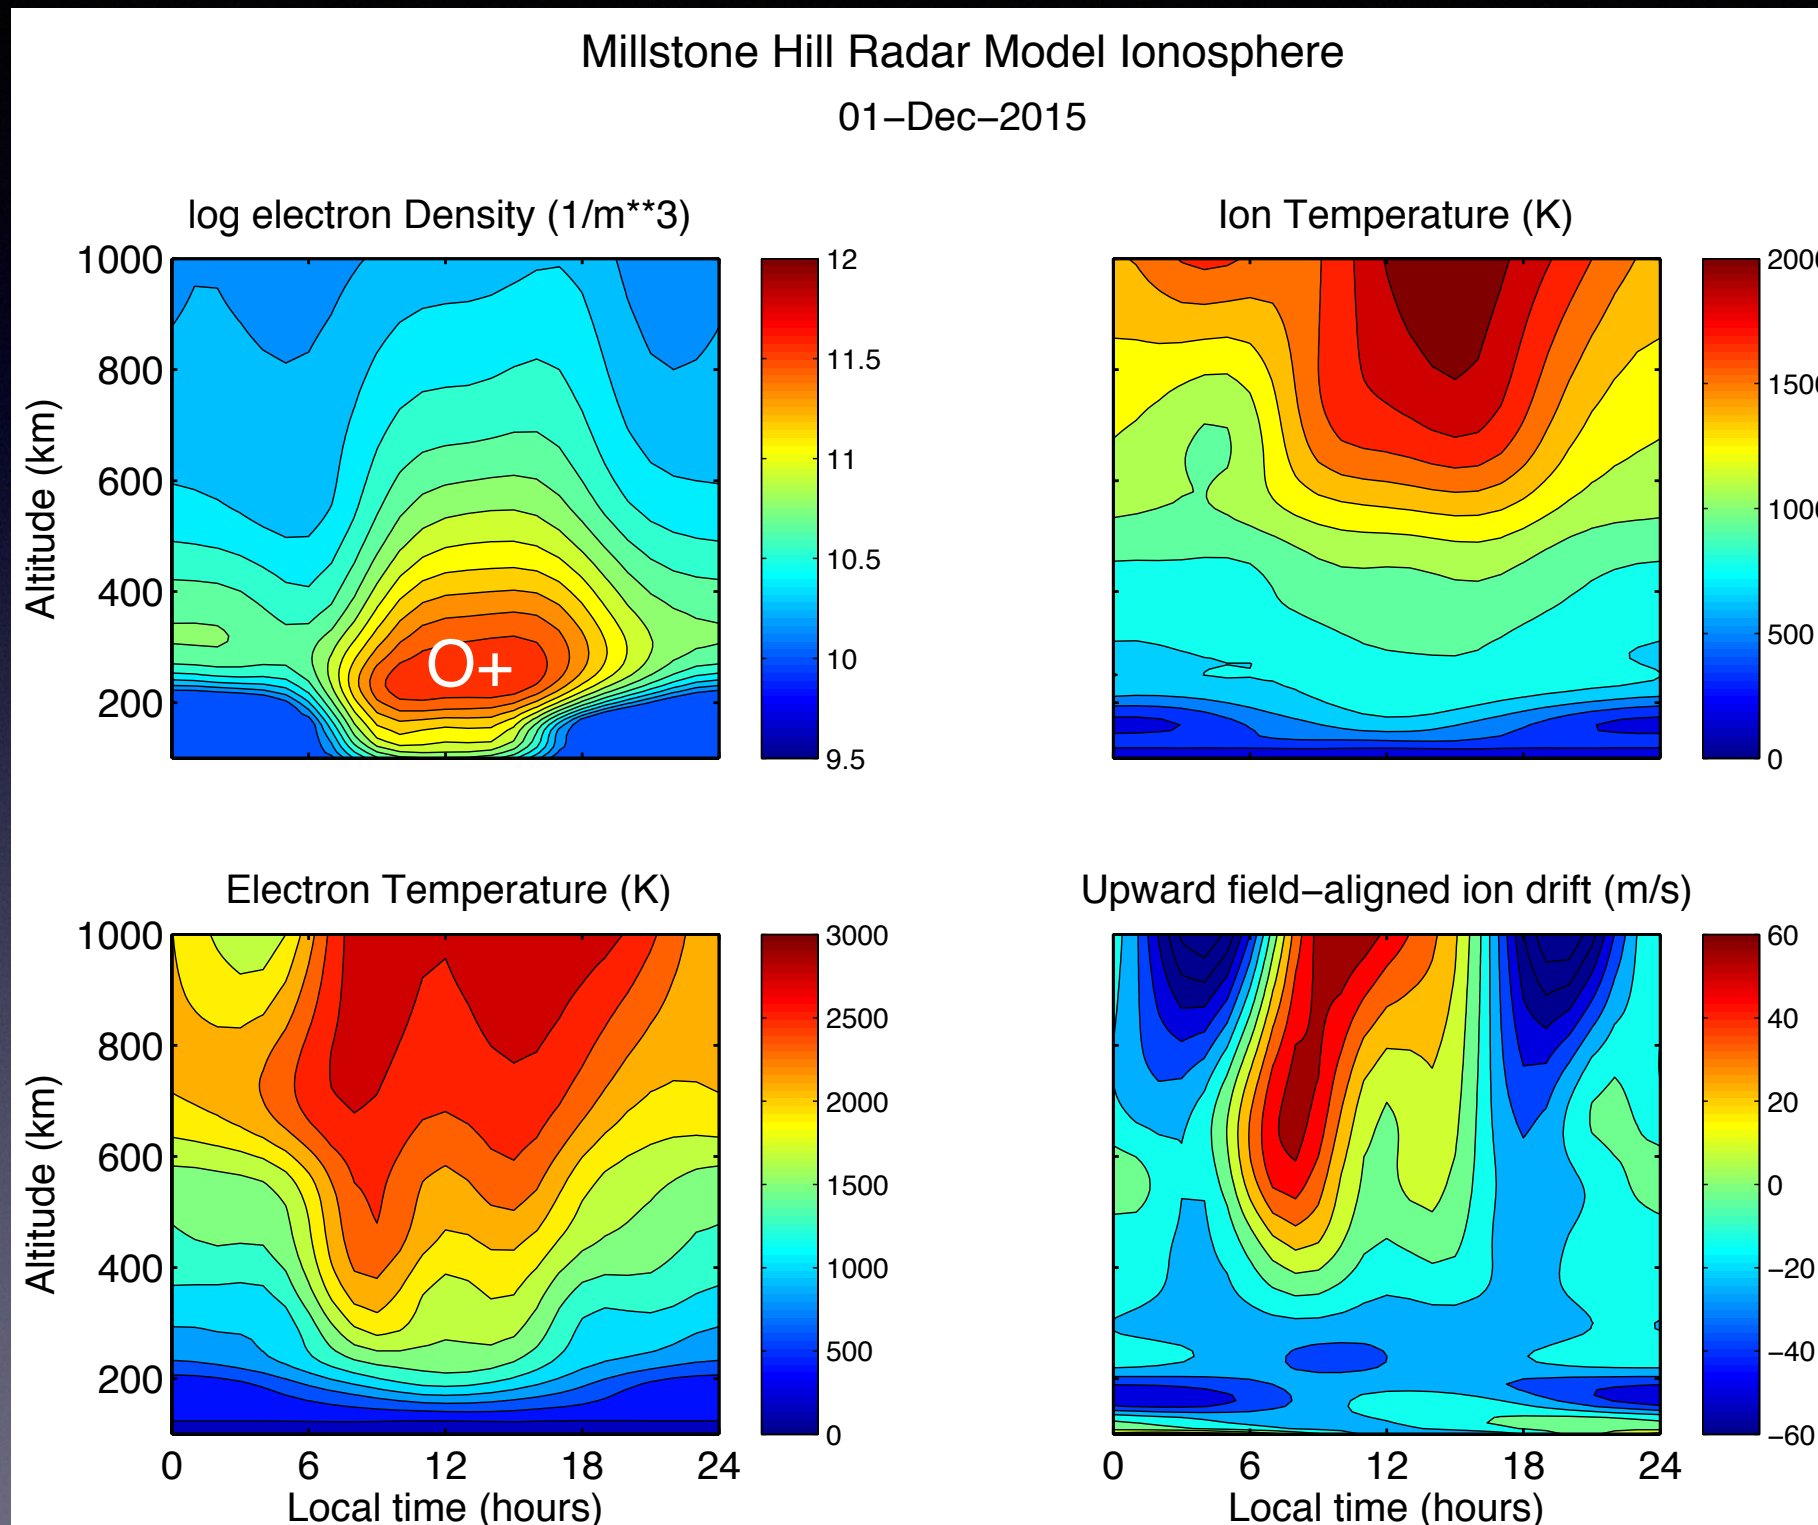 Millstone Hill Radar Model Ionosphere
01−Dec−2015
log electron Density (1/m**3)
1000
800
600
400
200
Altitude (km)
O+
12
11.5
11
10.5
10
9.5
Ion Temperature (K)
2000
1500
1000
500
0
Electron Temperature (K)
1000
800
600
400
200
Altitude (km)
0 6 12 18 24
Local time (hours)
3000
2500
2000
1500
1000
500
0
Upward field−aligned ion drift (m/s)
0 6 12 18 24
Local time (hours)
60
40
20
0
−20
−40
−60